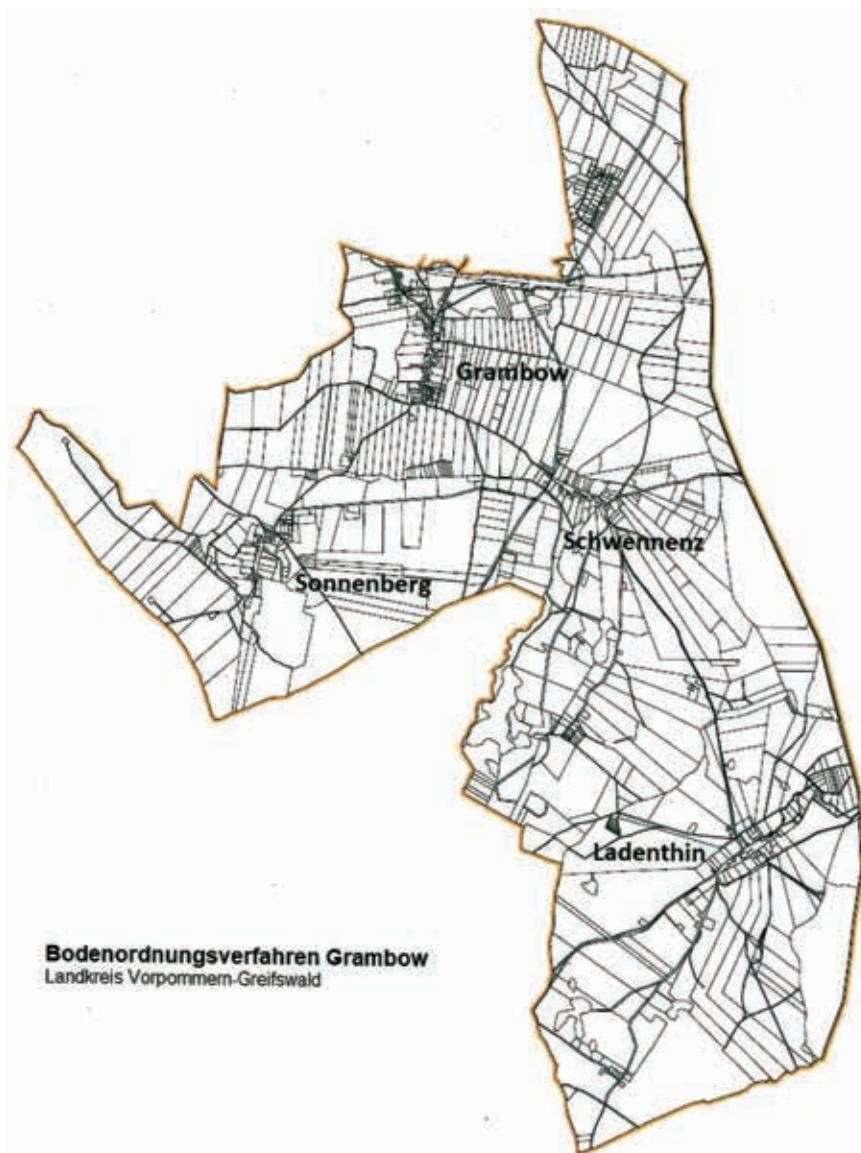 Grambow
Schwennenz
Sonnenberg
Ladenthin
Bodenordnungsverfahren Grambow
Landkreis Vorpommern-Greifswald